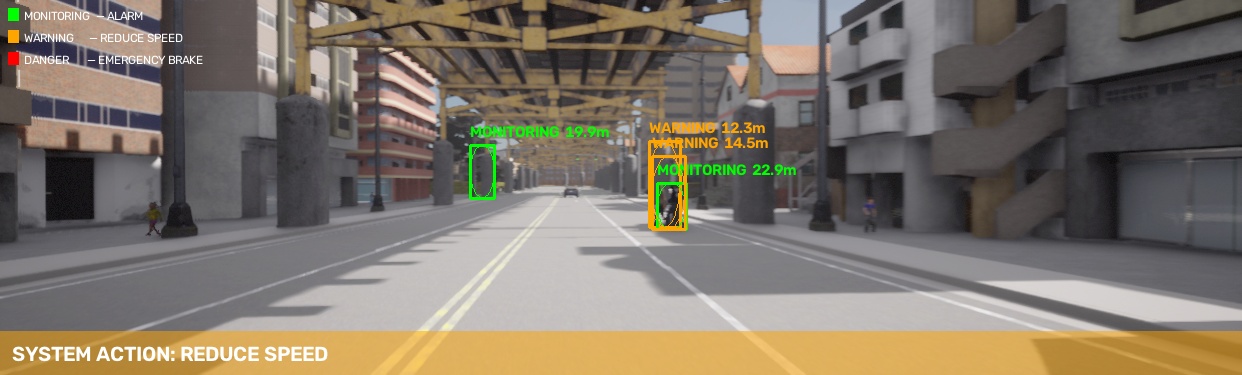 MONITORING — ALARM
WARNING — REDUCE SPEED
DANGER — EMERGENCY BRAKE
MONITORING 19.9m
WARNING 12.3m
WARNING 14.5m
MONITORING 22.9m
SYSTEM ACTION: REDUCE SPEED